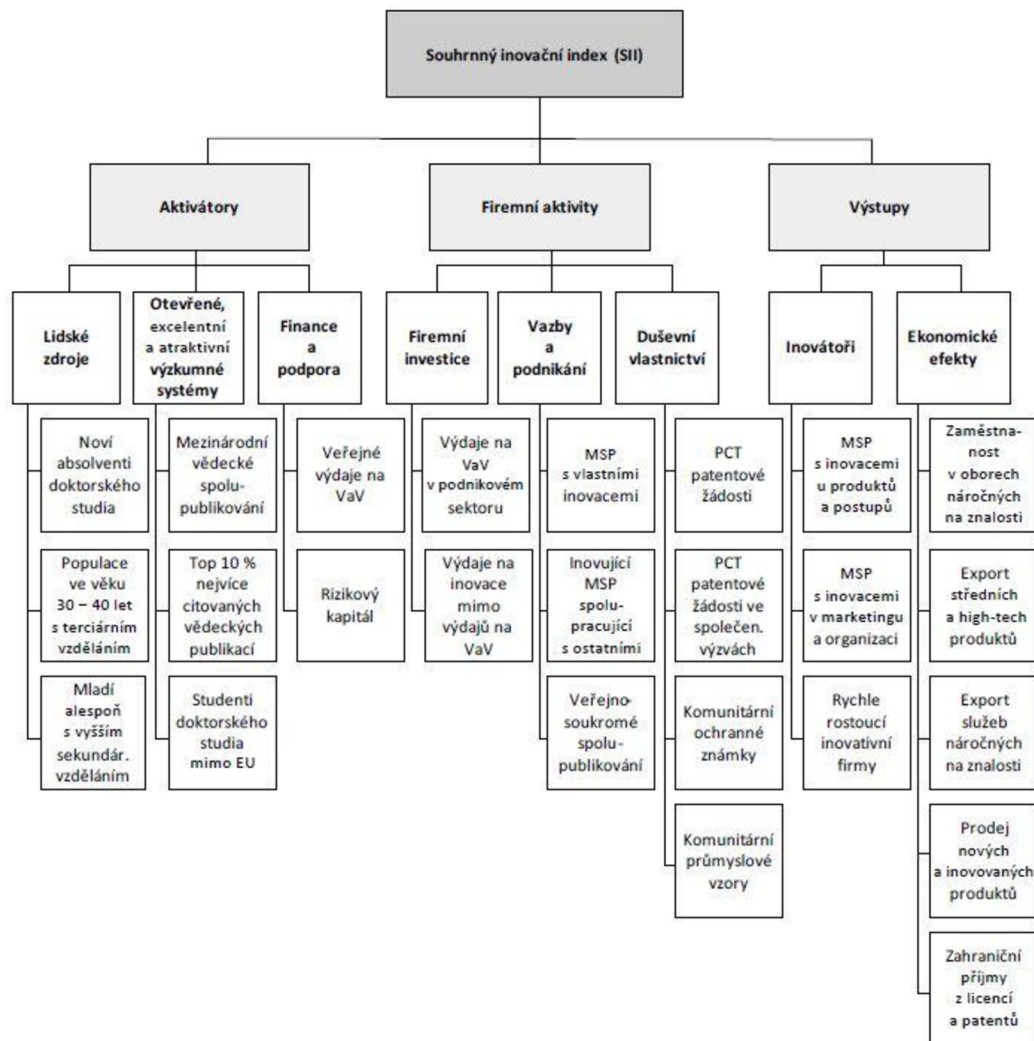 Souhrnný inovační index (SII)
Aktivátory
Firemní aktivity
Výstupy
Lidské
zdroje
Otevřené,
excelentní
a atraktivní
výzkumné
systémy
Finance
a
podpora
Firemní
investice
Vazby
a
podnikání
Duševní
vlastnictví
Inovátoři
Ekonomické
efekty
Noví
absolventi
doktorského
studia
Populace
ve věku
30 – 40 let
s terciárním
vzděláním
Mladí
alespoň
s vyšším
sekundár.
vzděláním
Mezinárodní
vědecké
spolu-
publikování
Top 10 %
nejvíce
citovaných
vědeckých
publikací
Studenti
doktorského
studia
mimo EU
Veřejné
výdaje na
VaV
Rizikový
kapitál
Výdaje na
VaV
v podnikovém
sektoru
Výdaje na
inovace
mimo
výdajů na
VaV
MSP
s vlastními
inovacemi
Inovující
MSP
spolu-
pracující
s ostatními
Veřejno-
soukromé
spolu-
publikování
PCT
patentové
žádosti
PCT
patentové
žádosti ve
společen.
výzvách
Komunitární
ochranné
známky
Komunitární
průmyslové
vzory
MSP
s inovacemi
u produktů
a postupů
MSP
s inovacemi
v marketingu
a organizaci
Rychle
rostoucí
inovativní
firmy
Zaměstna-
nost
v oborech
náročných
na znalosti
Export
středních
a high-tech
produktů
Export
služeb
náročných
na znalosti
Prodej
nových
a inovovaných
produktů
Zahraniční
příjmy
z licencí
a patentů